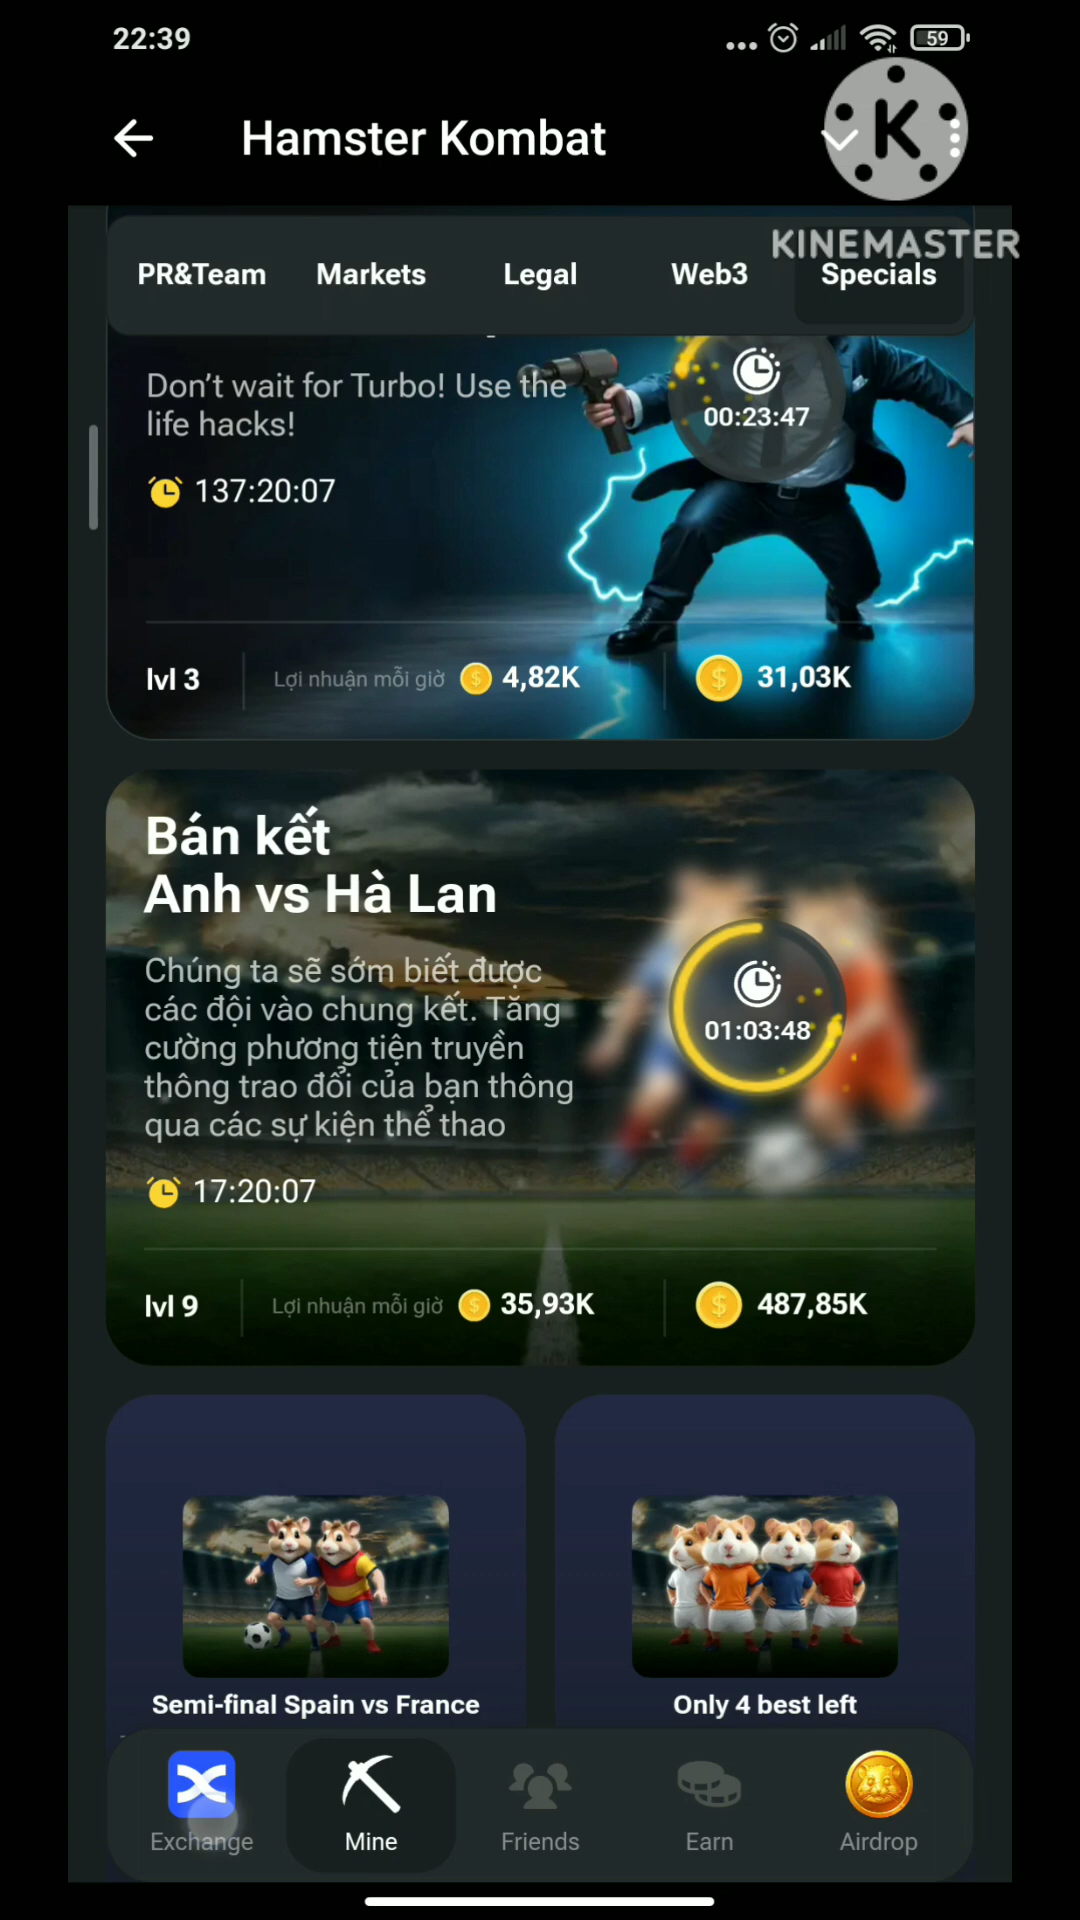 22:39
59
Hamster Kombat
K
KINEMASTER
PR&Team Markets Legal Web3 Specials
Don’t wait for Turbo! Use the
life hacks!
00:23:47
137:20:07
lvl 3 Lợi nhuận mỗi giờ 4,82K 31,03K
Bán kết
Anh vs Hà Lan
Chúng ta sẽ sớm biết được
các đội vào chung kết. Tăng
cường phương tiện truyền
thông trao đổi của bạn thông
qua các sự kiện thể thao
01:03:48
17:20:07
lvl 9 Lợi nhuận mỗi giờ 35,93K 487,85K
Semi-final Spain vs France
Only 4 best left
Exchange Mine Friends Earn Airdrop